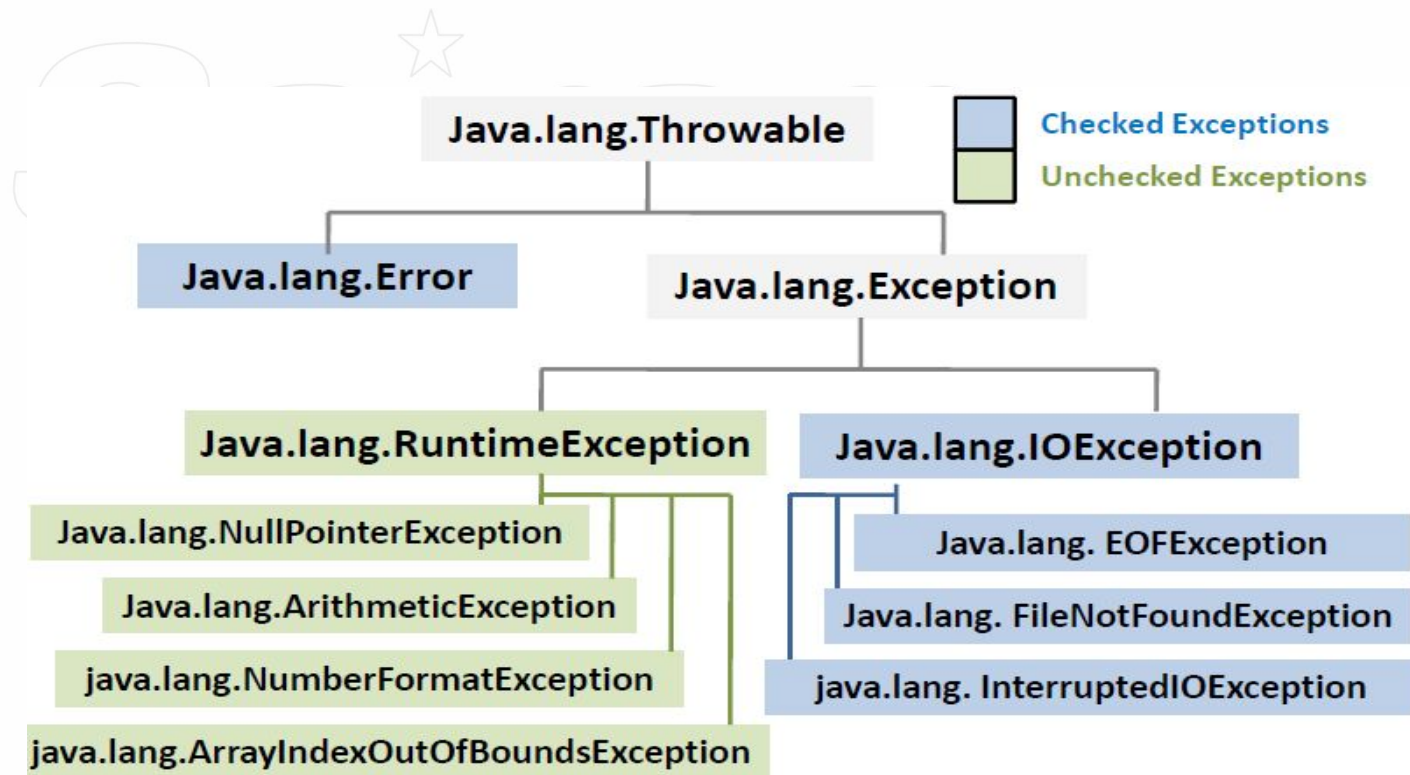 Java.lang.Throwable
Checked Exceptions
Unchecked Exceptions
Java.lang.Error
Java.lang.Exception
Java.lang.RuntimeException
Java.lang.IOException
Java.lang.NullPointerException
Java.lang. EOFException
Java.lang.ArithmeticException
Java.lang. FileNotFoundException
java.lang.NumberFormatException
java.lang. InterruptedIOException
java.lang.ArrayIndexOutOfBoundsException